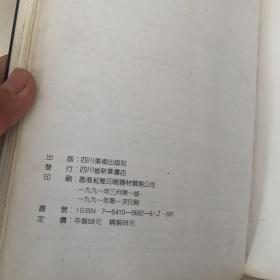 出　版：四川美術出版社
發　行：四川省新華書店
印　刷：香港紅雅印刷器材貿易公司
一九九一年三月第一版
一九九一年第一次印刷
書　號：ISBN 7—5410—0662—8/J·681
定　價：平裝58元　精裝68元